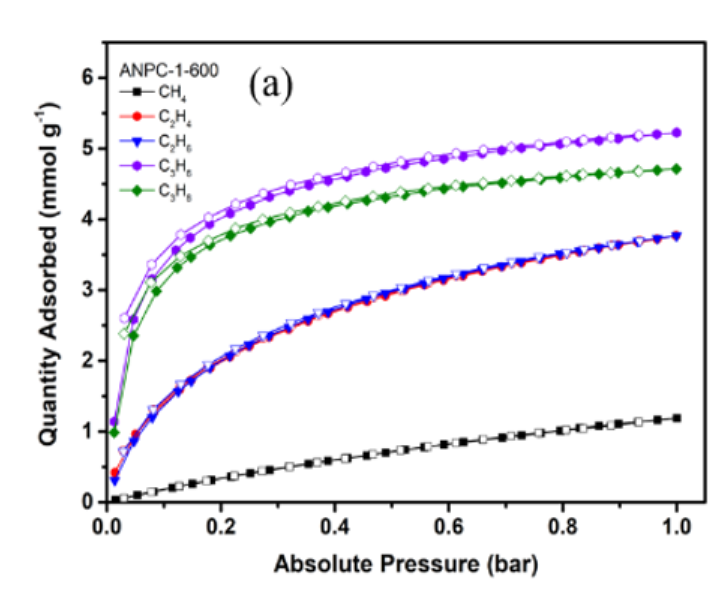 (a)
ANPC-1-600
CH₄
C₂H₄
C₂H₆
C₃H₆
C₃H₈
Quantity Adsorbed (mmol g⁻¹)
6
5
4
3
2
1
0
0.0 0.2 0.4 0.6 0.8 1.0
Absolute Pressure (bar)